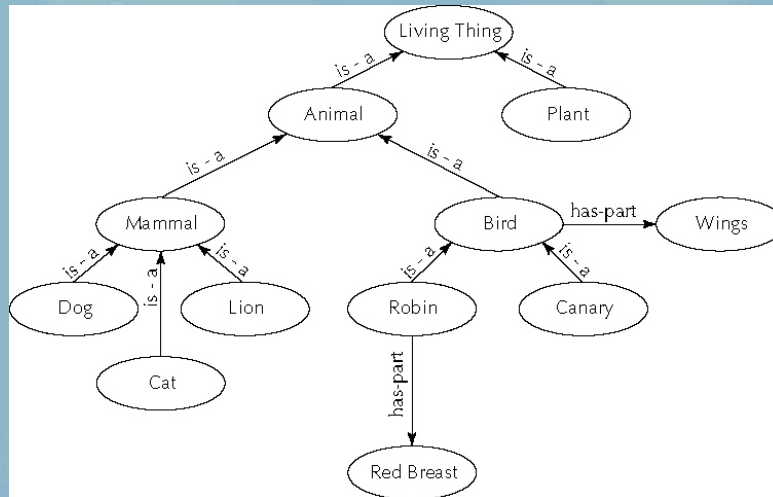 Living Thing
is - a
is - a
Animal
Plant
is - a
is - a
Mammal
Bird
has-part
Wings
is - a
is - a
is - a
is - a
is - a
Dog
Lion
Robin
Canary
Cat
has-part
Red Breast